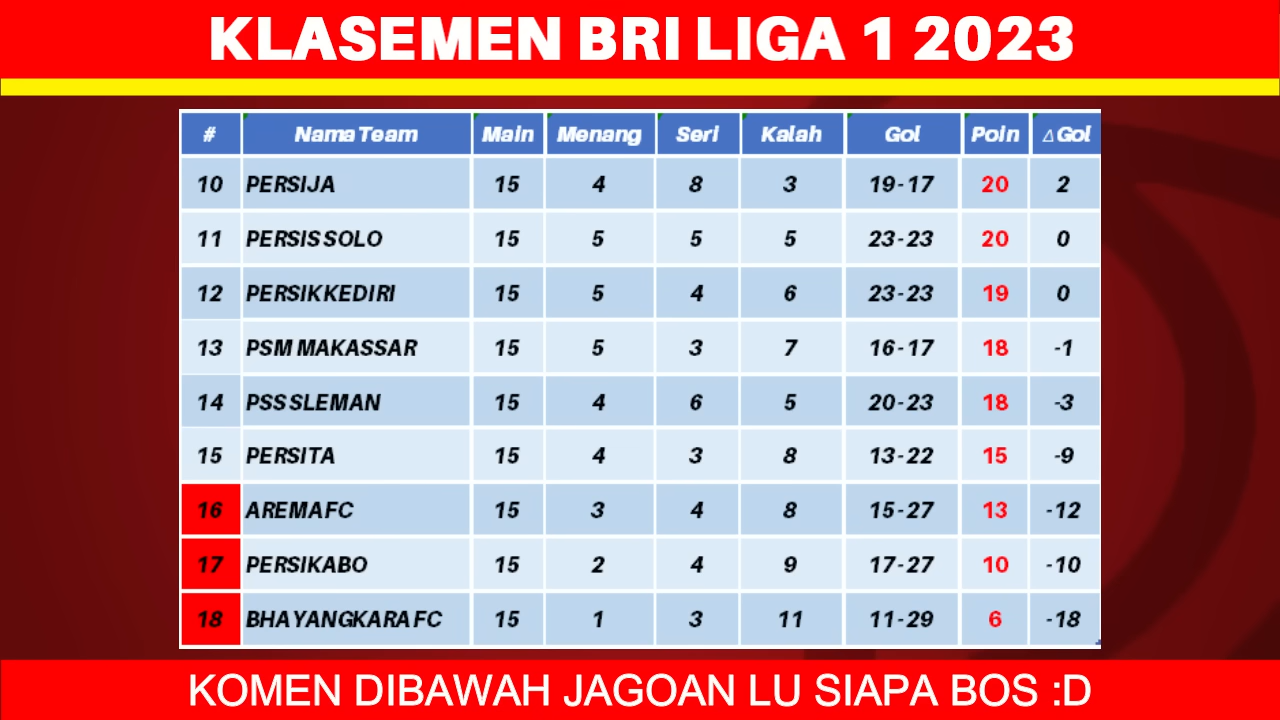 KLASEMEN BRI LIGA 1 2023
# Nama Team Main Menang Seri Kalah Gol Poin △Gol
10 PERSIJA 15 4 8 3 19-17 20 2
11 PERSIS SOLO 15 5 5 5 23-23 20 0
12 PERSIK KEDIRI 15 5 4 6 23-23 19 0
13 PSM MAKASSAR 15 5 3 7 16-17 18 -1
14 PSS SLEMAN 15 4 6 5 20-23 18 -3
15 PERSITA 15 4 3 8 13-22 15 -9
16 AREMA FC 15 3 4 8 15-27 13 -12
17 PERSIKABO 15 2 4 9 17-27 10 -10
18 BHAYANGKARA FC 15 1 3 11 11-29 6 -18
KOMEN DIBAWAH JAGOAN LU SIAPA BOS :D